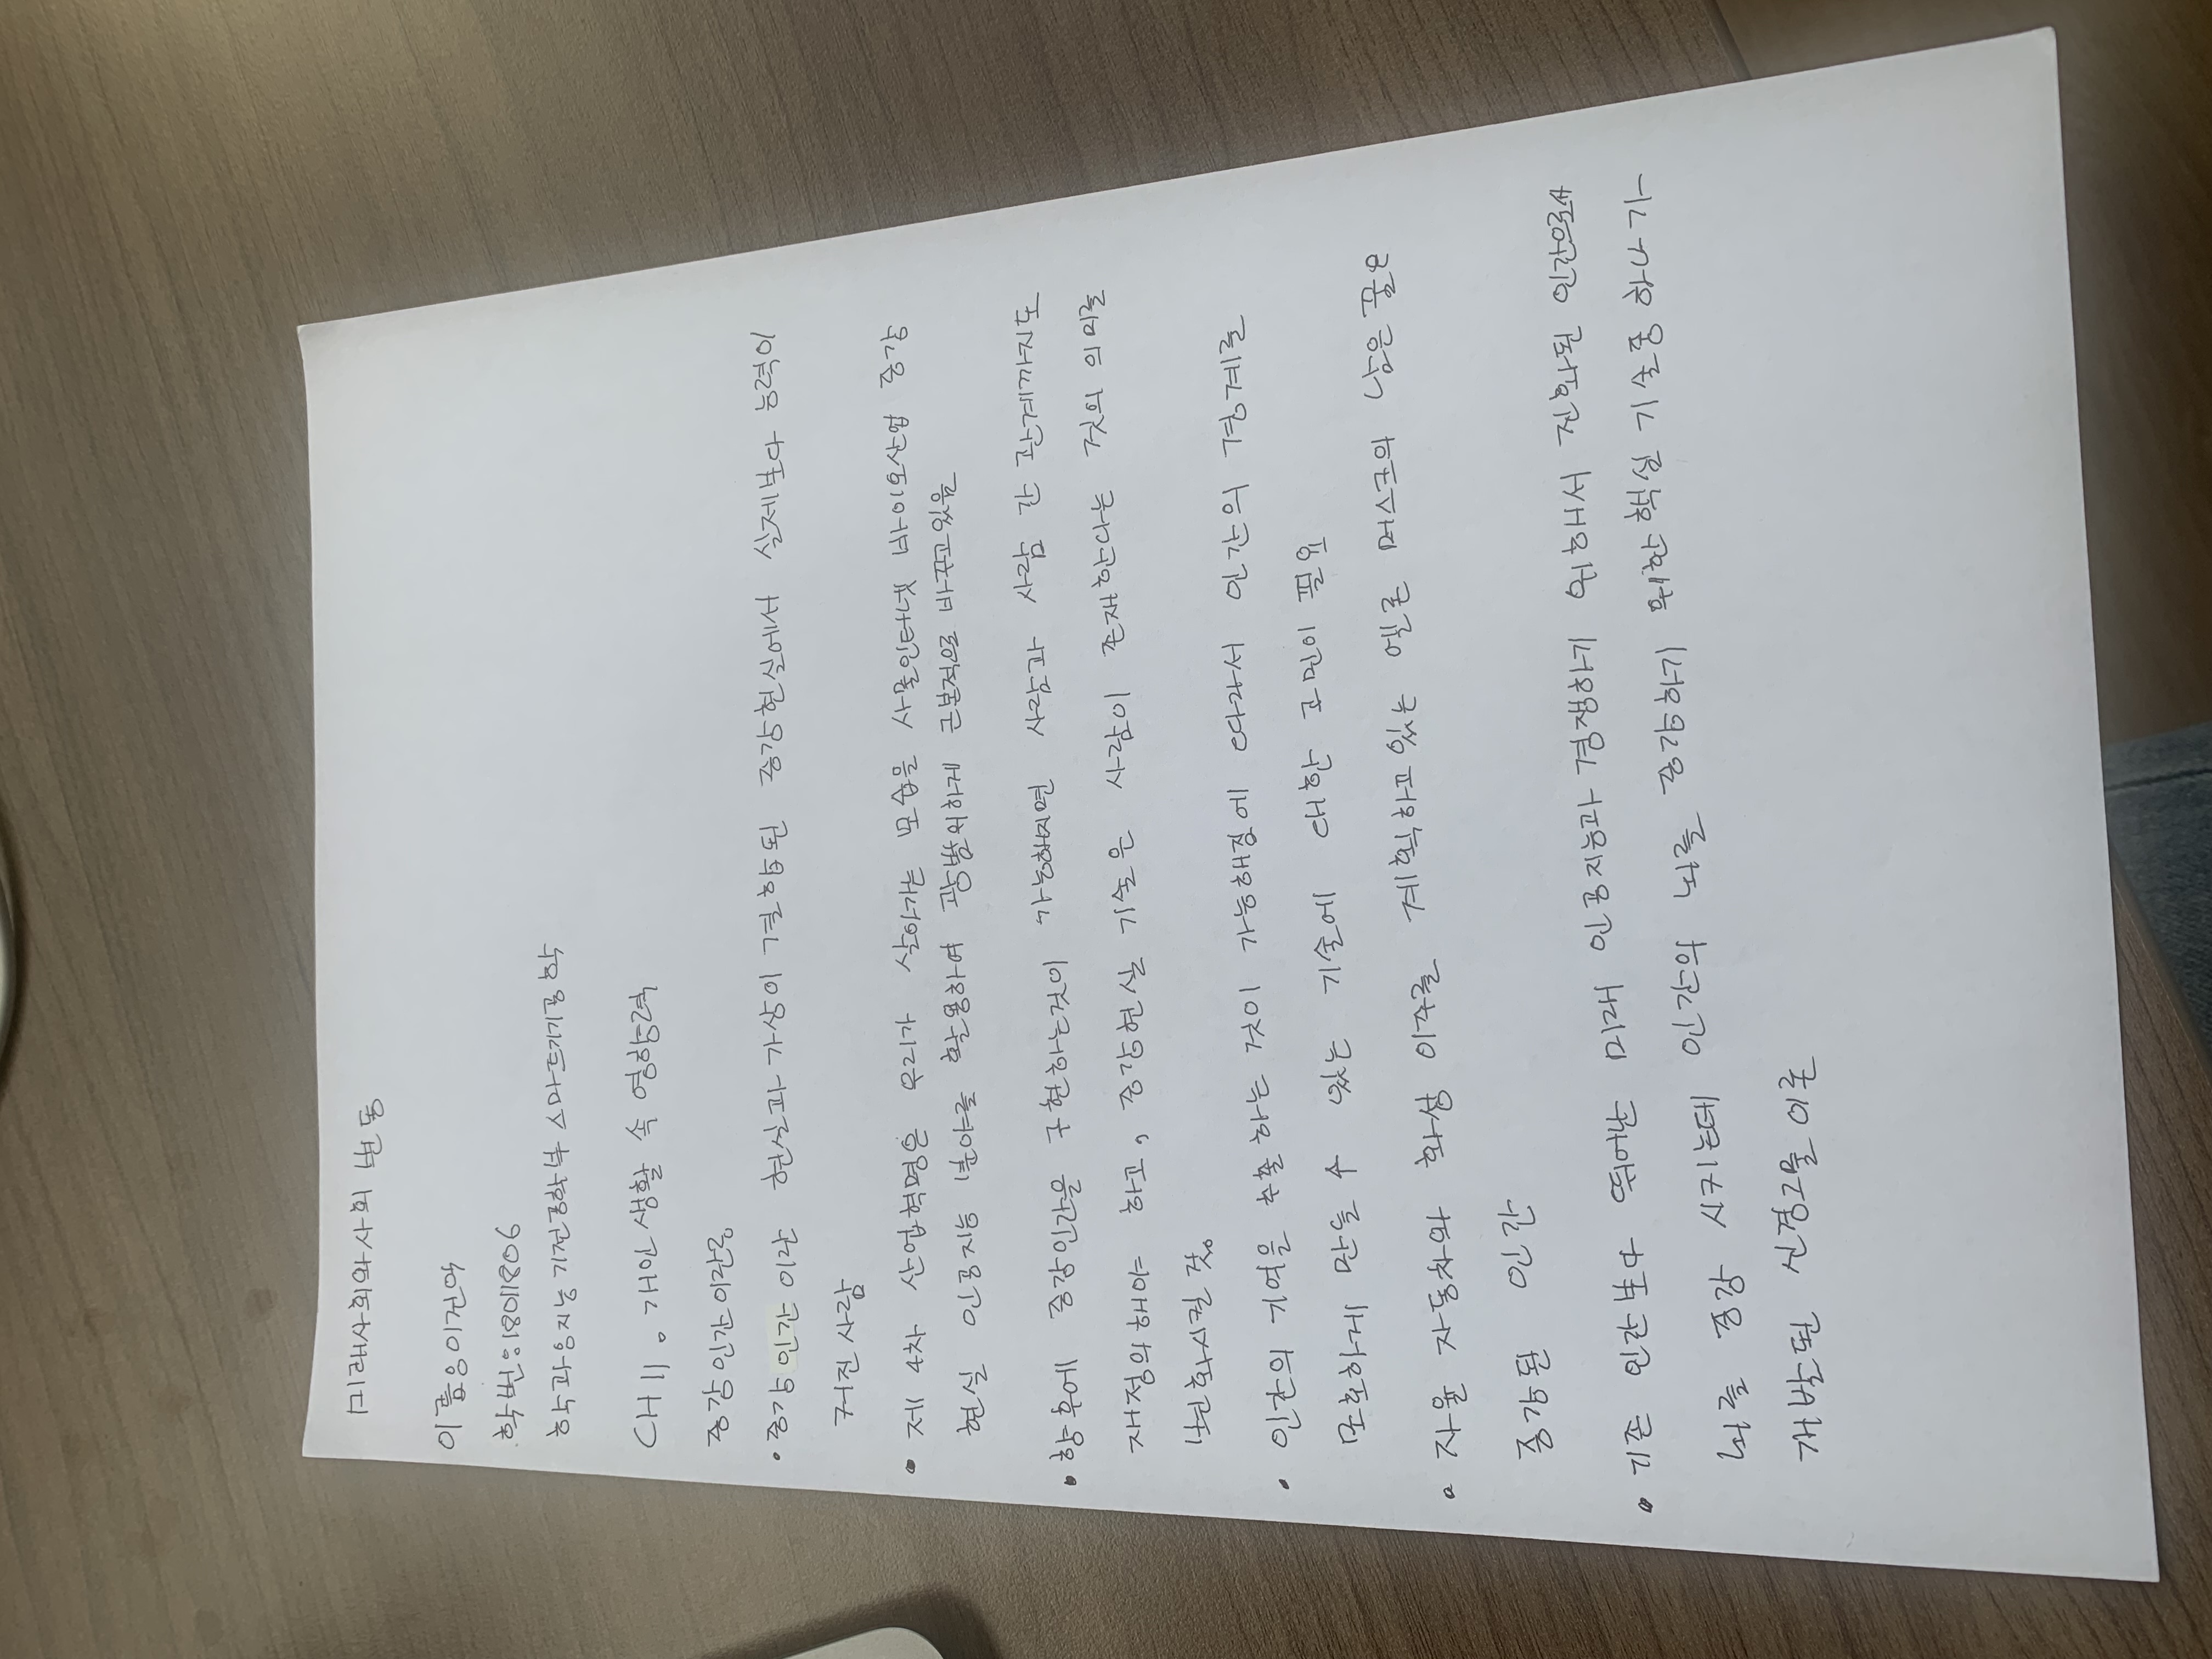 미래사회와사회 변동
이름:이건악
학번:18011806
학과:지능기전공학부 스마트기기공학
CH 11. 개인생활 속 영향력
증강인간이란?
• 증강인간이란 현실과 가상이 결합된 증강현실에서 실제보다 능력이
커진사람
• 제 4차 산업혁명은 우리가 살아가는 모습을 사물인터넷 바이오산업 증강
현실 인공지능 분야를 활용하여 광범위하게 근본적으로 바꾸고있음
• 향후에 증강인간을 구현하는것이 가능해지면 사람과 사람 간 관계까지도
재정의해야 하고, 증강현실 기술은 사람이 존재한다는 것의 의미를
변화시킬 것.
• 인간의 기억을 추출하는 것이 가능해짐에 따라서 인간의 경계를
모호하게 만들 수 있는 기술에 대한 고민이 필요
• 자율 자동차와 화성 이주를 계획하고있는 엘론 머스크의 남은 꿈은
증강된 인간
• 기존 인간보다 뛰어난 미래 인공지능과 경쟁하기 위해서 진화된 인간으로서
뇌를 증강 시키는데 인간의 뇌를 증강하기 위한 핵심 기술중 하나가
개발된 신경그물이론